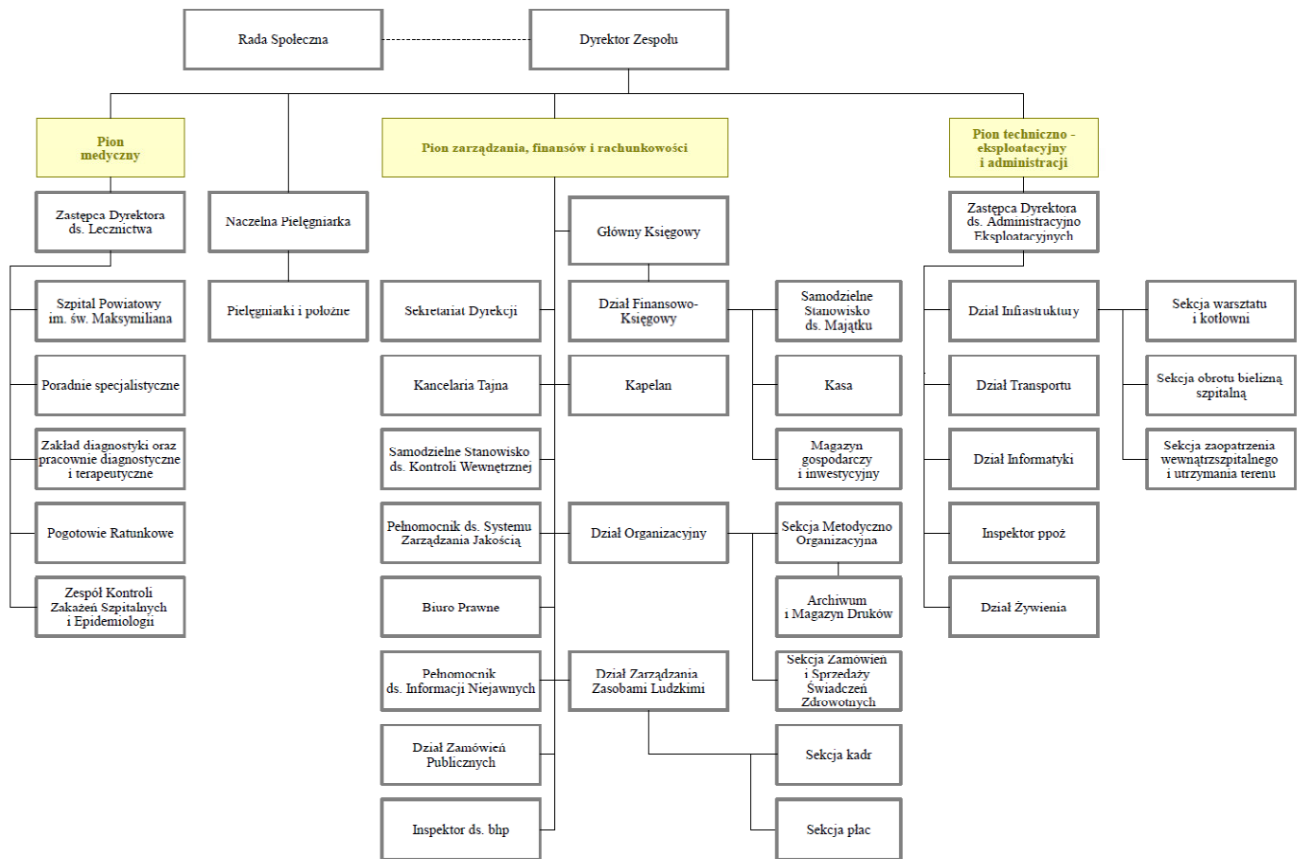 Rada Społeczna
Dyrektor Zespołu
Pion
medyczny
Pion zarządzania, finansów i rachunkowości
Pion techniczno -
eksploatacyjny
i administracji
Zastępca Dyrektora
ds. Lecznictwa
Naczelna Pielęgniarka
Główny Księgowy
Zastępca Dyrektora
ds. Administracyjno
Eksploatacyjnych
Szpital Powiatowy
im. św. Maksymiliana
Pielęgniarki i położne
Sekretariat Dyrekcji
Dział Finansowo-
Księgowy
Samodzielne
Stanowisko
ds. Majątku
Dział Infrastruktury
Sekcja warsztatu
i kotłowni
Poradnie specjalistyczne
Kancelaria Tajna
Kapelan
Kasa
Dział Transportu
Sekcja obrotu bielizną
szpitalną
Zakład diagnostyki oraz
pracownie diagnostyczne
i terapeutyczne
Samodzielne Stanowisko
ds. Kontroli Wewnętrznej
Magazyn
gospodarczy
i inwestycyjny
Dział Informatyki
Sekcja zaopatrzenia
wewnątrzszpitalnego
i utrzymania terenu
Pogotowie Ratunkowe
Pełnomocnik ds. Systemu
Zarządzania Jakością
Dział Organizacyjny
Sekcja Metodyczno
Organizacyjna
Inspektor ppoż
Zespół Kontroli
Zakażeń Szpitalnych
i Epidemiologii
Biuro Prawne
Archiwum
i Magazyn Druków
Dział Żywienia
Pełnomocnik
ds. Informacji Niejawnych
Dział Zarządzania
Zasobami Ludzkimi
Sekcja Zamówień
i Sprzedaży
Świadczeń
Zdrowotnych
Dział Zamówień
Publicznych
Sekcja kadr
Inspektor ds. bhp
Sekcja płac